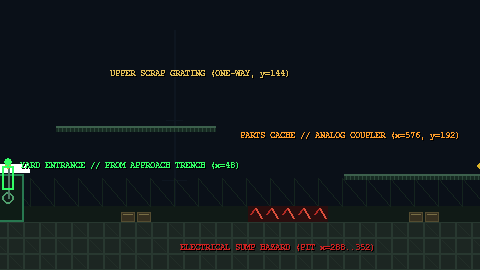 UPPER SCRAP GRATING (ONE-WAY, y=144)
PARTS CACHE // ANALOG COUPLER (x=576, y=192)
YARD ENTRANCE // FROM APPROACH TRENCH (x=48)
ELECTRICAL SUMP HAZARD (PIT x=288..352)